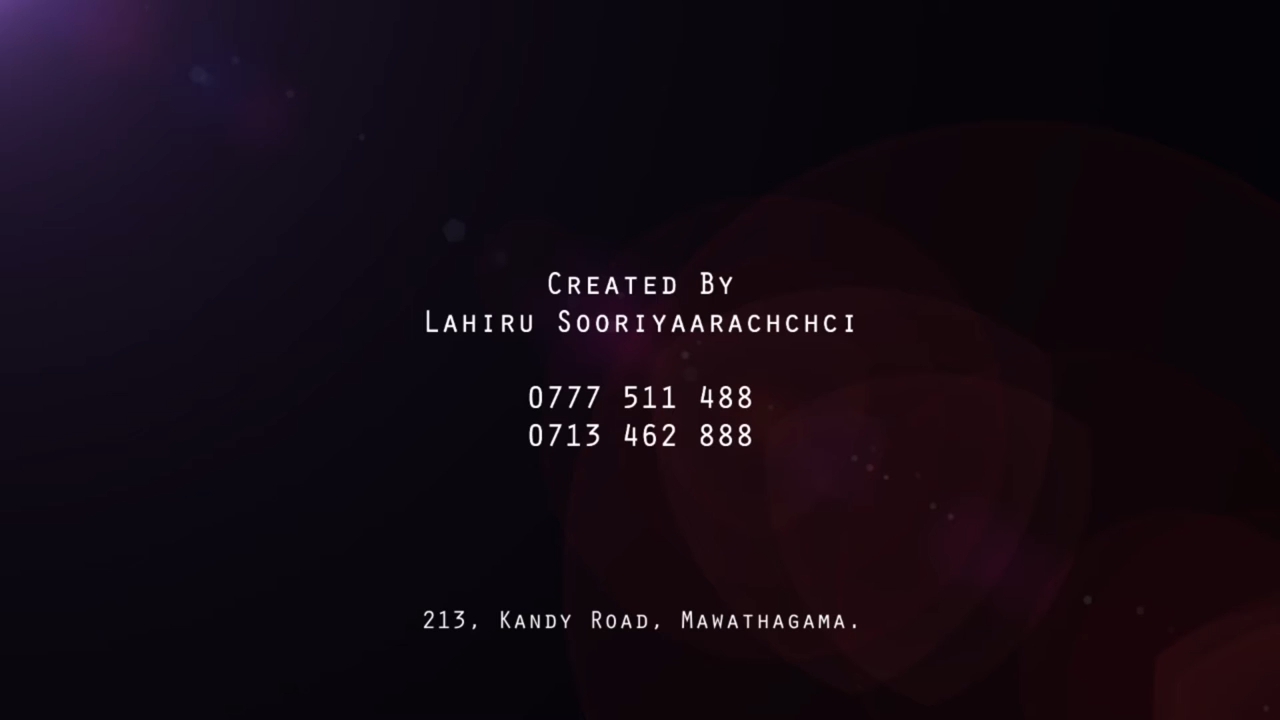 Created By
Lahiru Sooriyaarachchci
0777 511 488
0713 462 888
213, Kandy Road, Mawathagama.